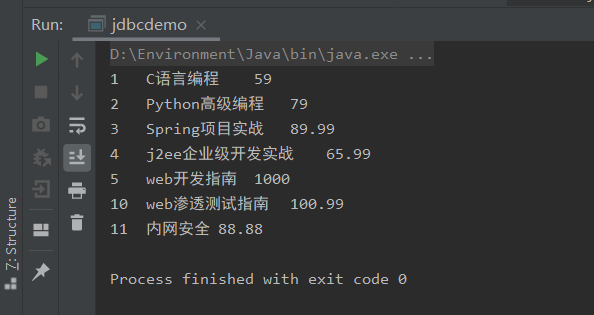 Run: jdbcdemo
D:\Environment\Java\bin\java.exe ...
1 C语言编程 59
2 Python高级编程 79
3 Spring项目实战 89.99
4 j2ee企业级开发实战 65.99
5 web开发指南 1000
10 web渗透测试指南 100.99
11 内网安全 88.88
Process finished with exit code 0
Z: Structure